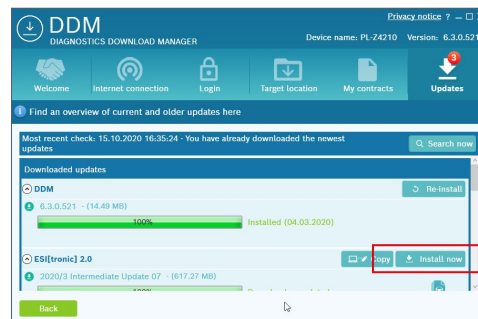 Privacy notice ?
DDM
DIAGNOSTICS DOWNLOAD MANAGER
Device name: PL-Z4210 Version: 6.3.0.521
3
Welcome
Internet connection
Login
Target location
My contracts
Updates
Find an overview of current and older updates here
Most recent check: 15.10.2020 16:35:24 - You have already downloaded the newest
updates
Search now
Downloaded updates
DDM
Re-Install
6.3.0.521 - (14.49 MB)
100%
Installed (04.03.2020)
ESI[tronic] 2.0
Copy
Install now
2020/3 Intermediate Update 07 - (617.27 MB)
Back